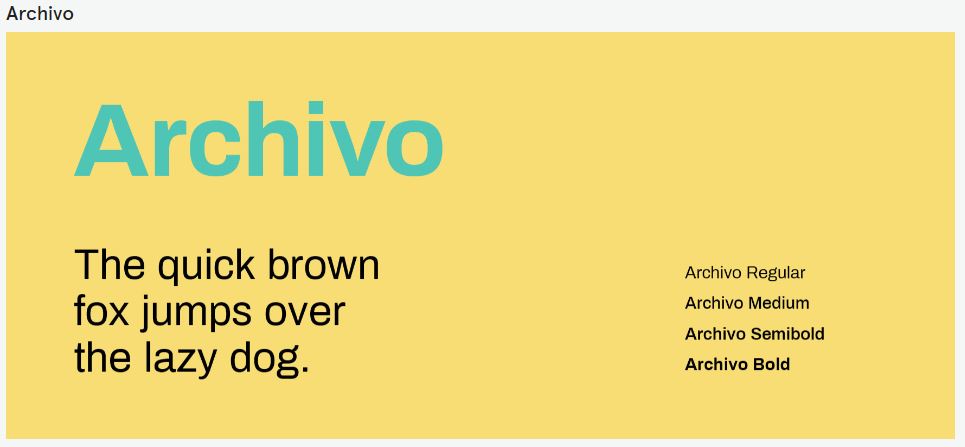 Archivo
Archivo
The quick brown
fox jumps over
the lazy dog.
Archivo Regular
Archivo Medium
Archivo Semibold
Archivo Bold